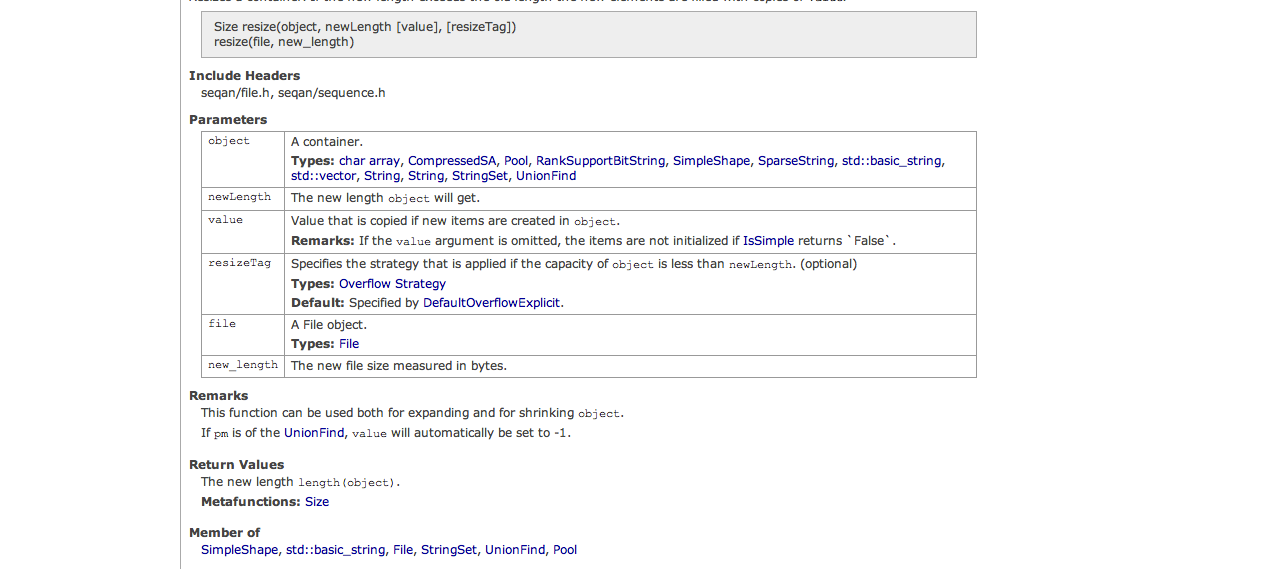 Size resize(object, newLength [value], [resizeTag])
resize(file, new_length)
Include Headers
seqan/file.h, seqan/sequence.h
Parameters
object A container.
Types: char array, CompressedSA, Pool, RankSupportBitString, SimpleShape, SparseString, std::basic_string,
std::vector, String, String, StringSet, UnionFind
newLength The new length object will get.
value Value that is copied if new items are created in object.
Remarks: If the value argument is omitted, the items are not initialized if IsSimple returns `False`.
resizeTag Specifies the strategy that is applied if the capacity of object is less than newLength. (optional)
Types: Overflow Strategy
Default: Specified by DefaultOverflowExplicit.
file A File object.
Types: File
new_length The new file size measured in bytes.
Remarks
This function can be used both for expanding and for shrinking object.
If pm is of the UnionFind, value will automatically be set to -1.
Return Values
The new length length(object).
Metafunctions: Size
Member of
SimpleShape, std::basic_string, File, StringSet, UnionFind, Pool